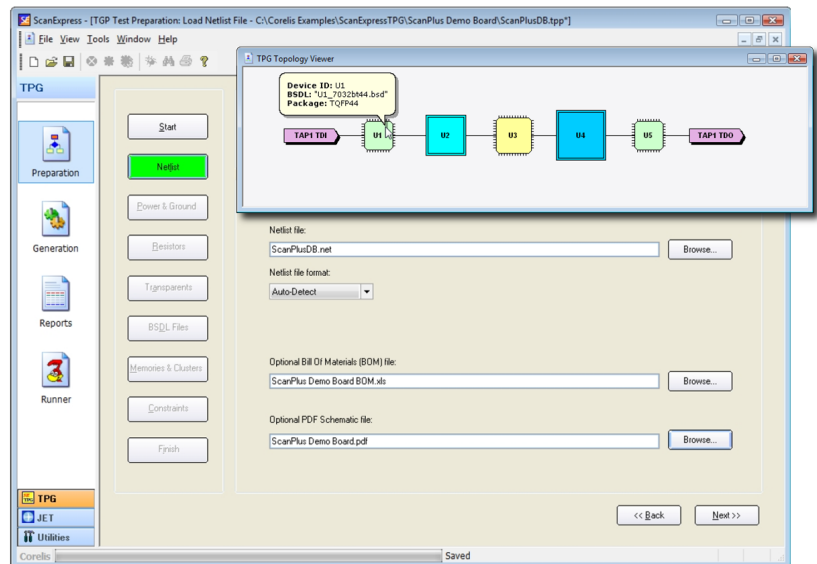 ScanExpress - [TGP Test Preparation: Load Netlist File - C:\Corelis Examples\ScanExpressTPG\ScanPlus Demo Board\ScanPlusDB.tpp*]
File View Tools Window Help
TPG Topology Viewer
TPG
Device ID: U1
BSDL: "U1_7032bt44.bsd"
Package: TQFP44
TAP1 TDI U1 U2 U3 U4 U5 TAP1 TDO
Preparation
Generation
Reports
Runner
Start
Netlist
Power & Ground
Resistors
Transparents
BSDL Files
Memories & Clusters
Constraints
Finish
Netlist file:
ScanPlusDB.net Browse...
Netlist file format:
Auto-Detect
Optional Bill Of Materials (BOM) file:
ScanPlus Demo Board BOM.xls Browse...
Optional PDF Schematic file:
ScanPlus Demo Board.pdf Browse...
<< Back Next >>
TPG
JET
Utilities
Corelis Saved